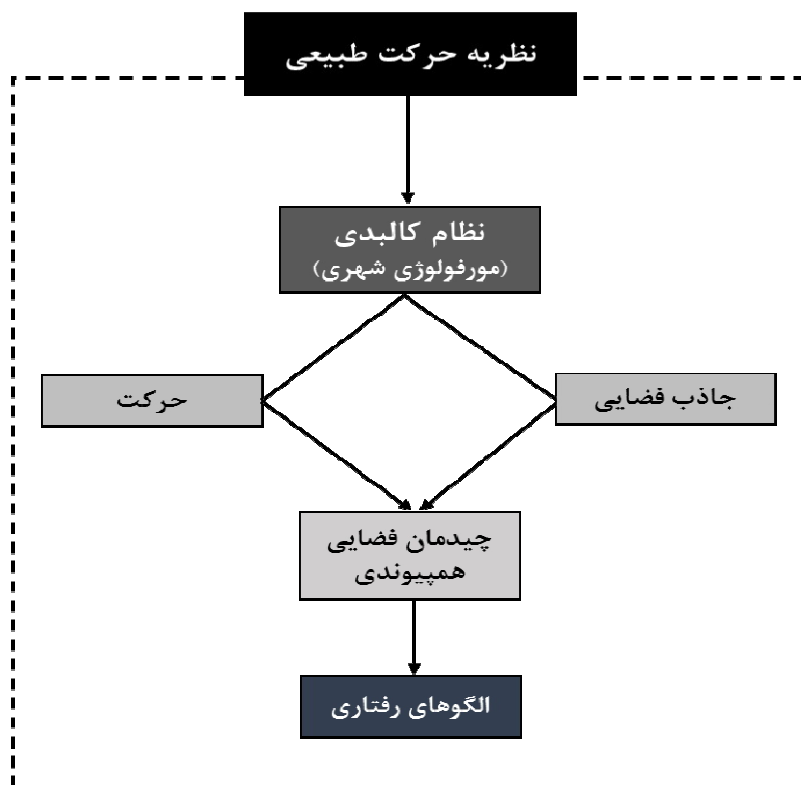 نظریه حرکت طبیعی
نظام کالبدی
(مورفولوژی شهری)
جاذب فضایی
حرکت
چیدمان فضایی
همپیوندی
الگوهای رفتاری